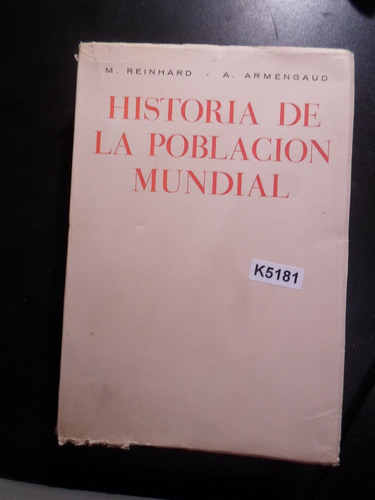 M. REINHARD - A. ARMENGAUD
HISTORIA DE
LA POBLACION
MUNDIAL
K5181